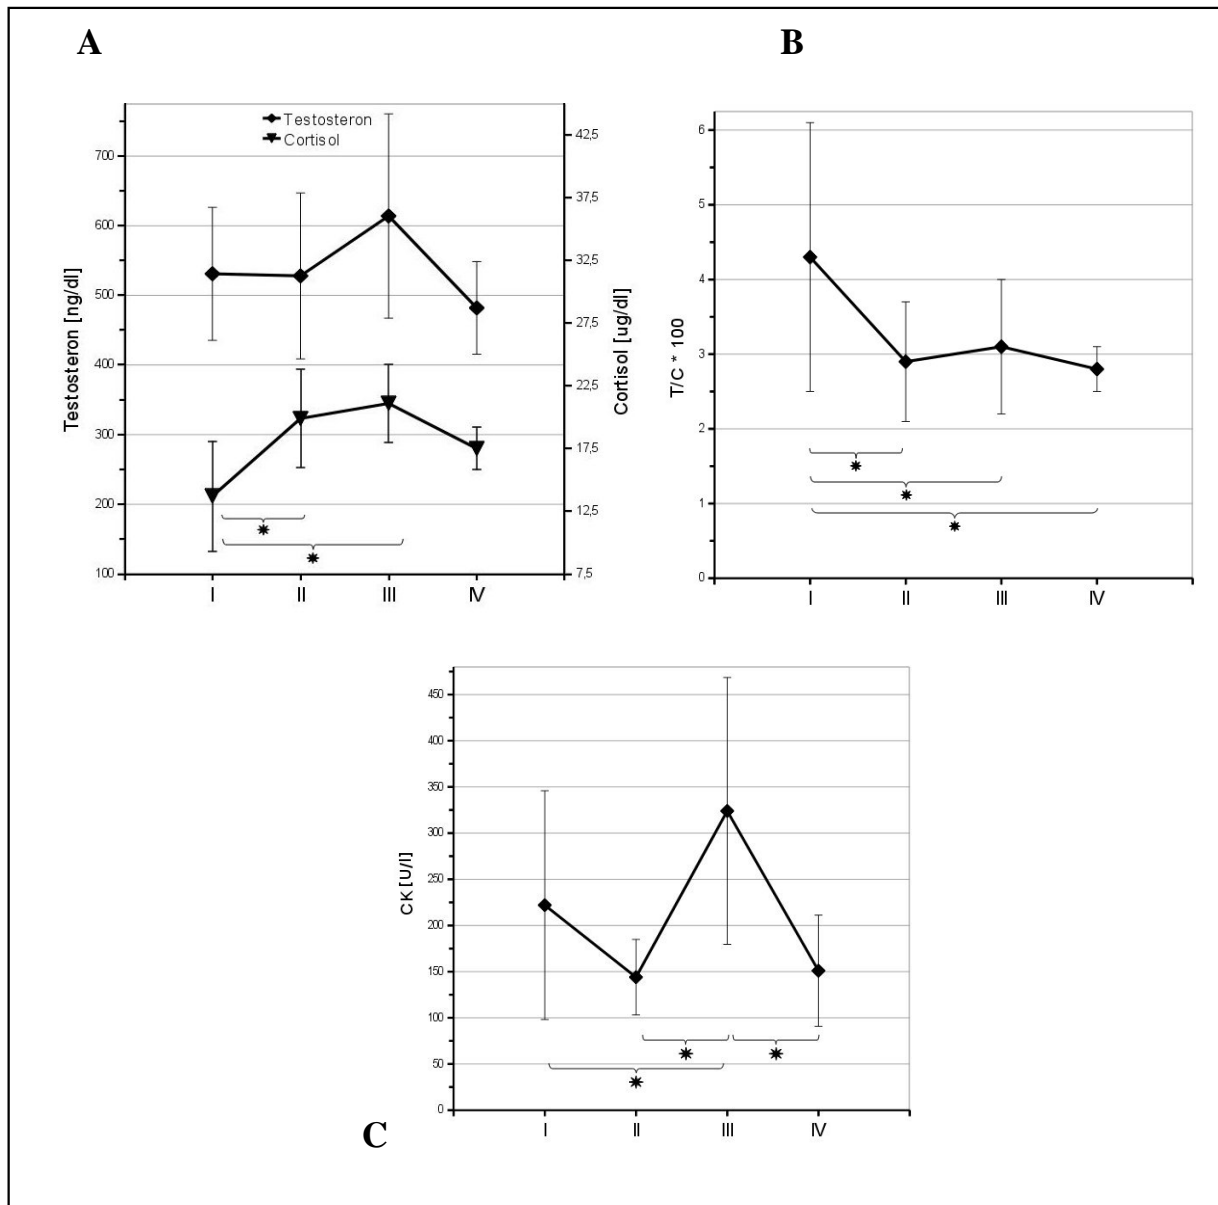 A
B
Testosteron
Cortisol
700
600
500
400
300
200
100
Testosteron [ng/dl]
42,5
37,5
32,5
27,5
22,5
17,5
12,5
7,5
Cortisol [ug/dl]
I II III IV
6
5
4
3
2
1
0
T/C * 100
I II III IV
450
400
350
300
250
200
150
100
50
0
CK [U/l]
I II III IV
C